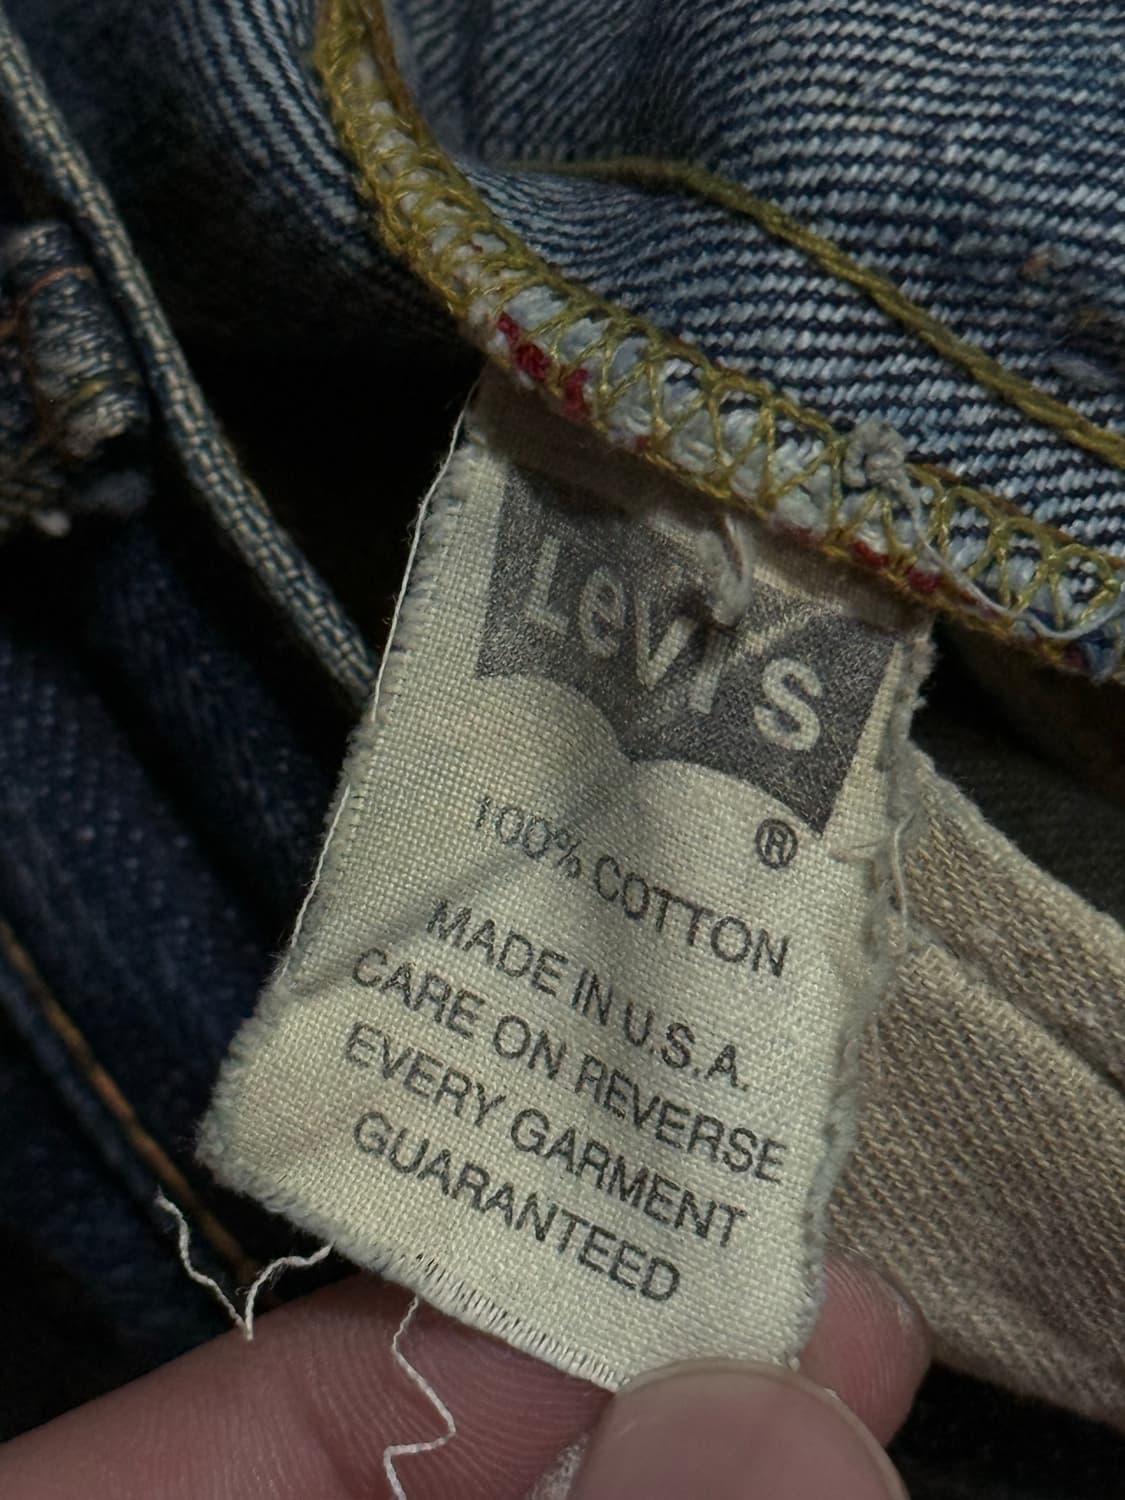 Levi's
®
100% COTTON
MADE IN U.S.A.
CARE ON REVERSE
EVERY GARMENT
GUARANTEED